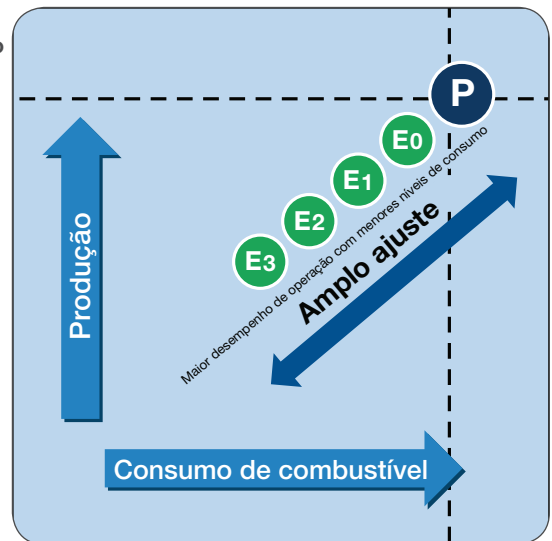 P
E0
E1
E2
E3
Maior desempenho de operação com menores níveis de consumo
Amplo ajuste
Produção
Consumo de combustível